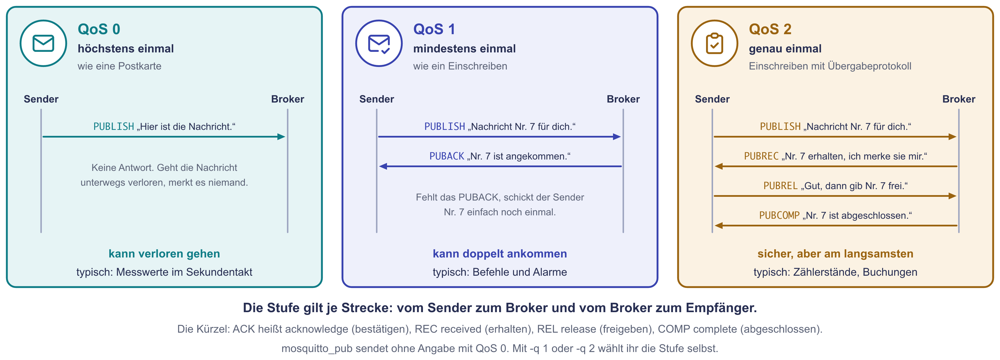 QoS 0
höchstens einmal
wie eine Postkarte
Sender
Broker
PUBLISH „Hier ist die Nachricht.“
Keine Antwort. Geht die Nachricht
unterwegs verloren, merkt es niemand.
kann verloren gehen
typisch: Messwerte im Sekundentakt
QoS 1
mindestens einmal
wie ein Einschreiben
Sender
Broker
PUBLISH „Nachricht Nr. 7 für dich.“
PUBACK „Nr. 7 ist angekommen.“
Fehlt das PUBACK, schickt der Sender
Nr. 7 einfach noch einmal.
kann doppelt ankommen
typisch: Befehle und Alarme
QoS 2
genau einmal
Einschreiben mit Übergabeprotokoll
Sender
Broker
PUBLISH „Nachricht Nr. 7 für dich.“
PUBREC „Nr. 7 erhalten, ich merke sie mir.“
PUBREL „Gut, dann gib Nr. 7 frei.“
PUBCOMP „Nr. 7 ist abgeschlossen.“
sicher, aber am langsamsten
typisch: Zählerstände, Buchungen
Die Stufe gilt je Strecke: vom Sender zum Broker und vom Broker zum Empfänger.
Die Kürzel: ACK heißt acknowledge (bestätigen), REC received (erhalten), REL release (freigeben), COMP complete (abgeschlossen).
mosquitto_pub sendet ohne Angabe mit QoS 0. Mit -q 1 oder -q 2 wählt ihr die Stufe selbst.